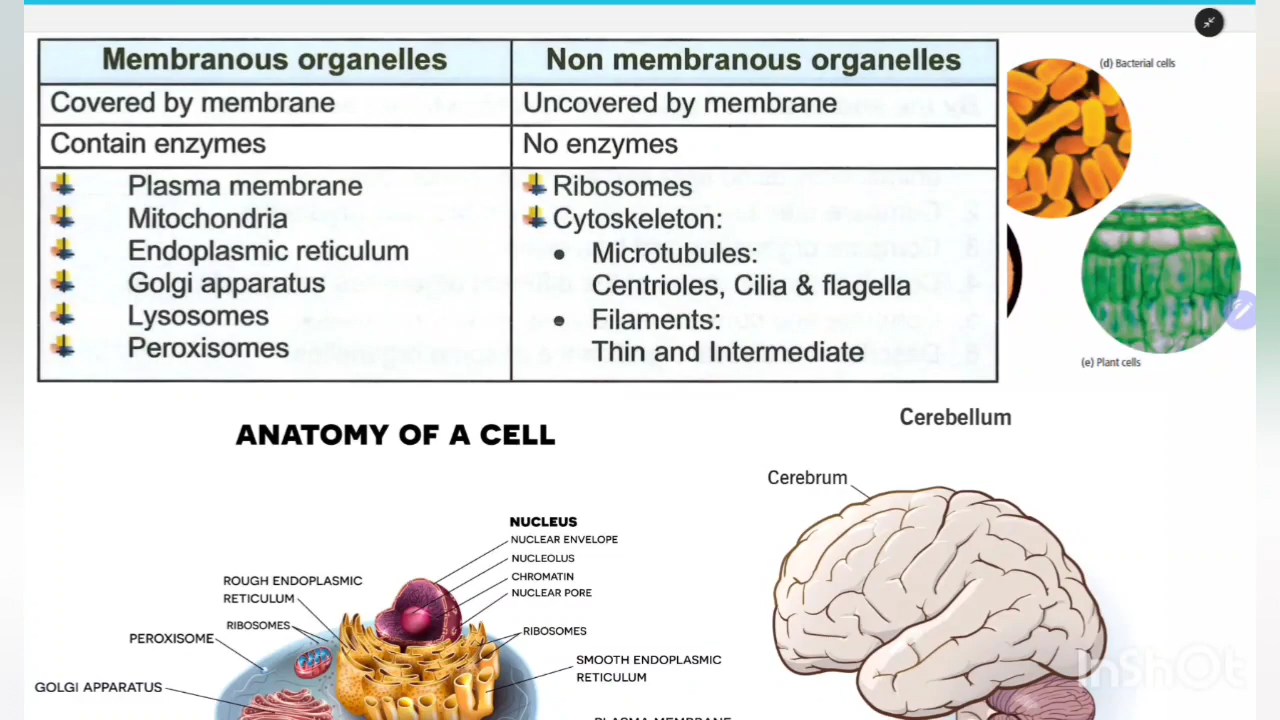 Membranous organelles
Non membranous organelles
Covered by membrane
Uncovered by membrane
Contain enzymes
No enzymes
Plasma membrane
Mitochondria
Endoplasmic reticulum
Golgi apparatus
Lysosomes
Peroxisomes
Ribosomes
Cytoskeleton:
Microtubules:
Centrioles, Cilia & flagella
Filaments:
Thin and Intermediate
(d) Bacterial cells
(e) Plant cells
ANATOMY OF A CELL
NUCLEUS
NUCLEAR ENVELOPE
NUCLEOLUS
CHROMATIN
NUCLEAR PORE
ROUGH ENDOPLASMIC
RETICULUM
RIBOSOMES
PEROXISOME
GOLGI APPARATUS
RIBOSOMES
SMOOTH ENDOPLASMIC
RETICULUM
PLASMA MEMBRANE
Cerebellum
Cerebrum
InShOt